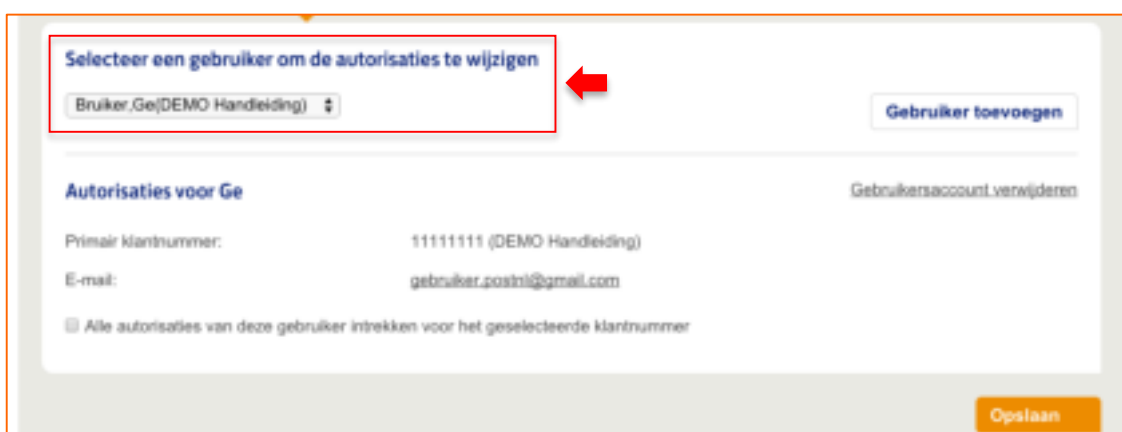 Selecteer een gebruiker om de autorisaties te wijzigen
Bruiker,Ge(DEMO Handleiding)
Gebruiker toevoegen
Autorisaties voor Ge
Gebruikersaccount verwijderen
Primair klantnummer: 11111111 (DEMO Handleiding)
E-mail: gebruiker.postnl@gmail.com
Alle autorisaties van deze gebruiker intrekken voor het geselecteerde klantnummer
Opslaan